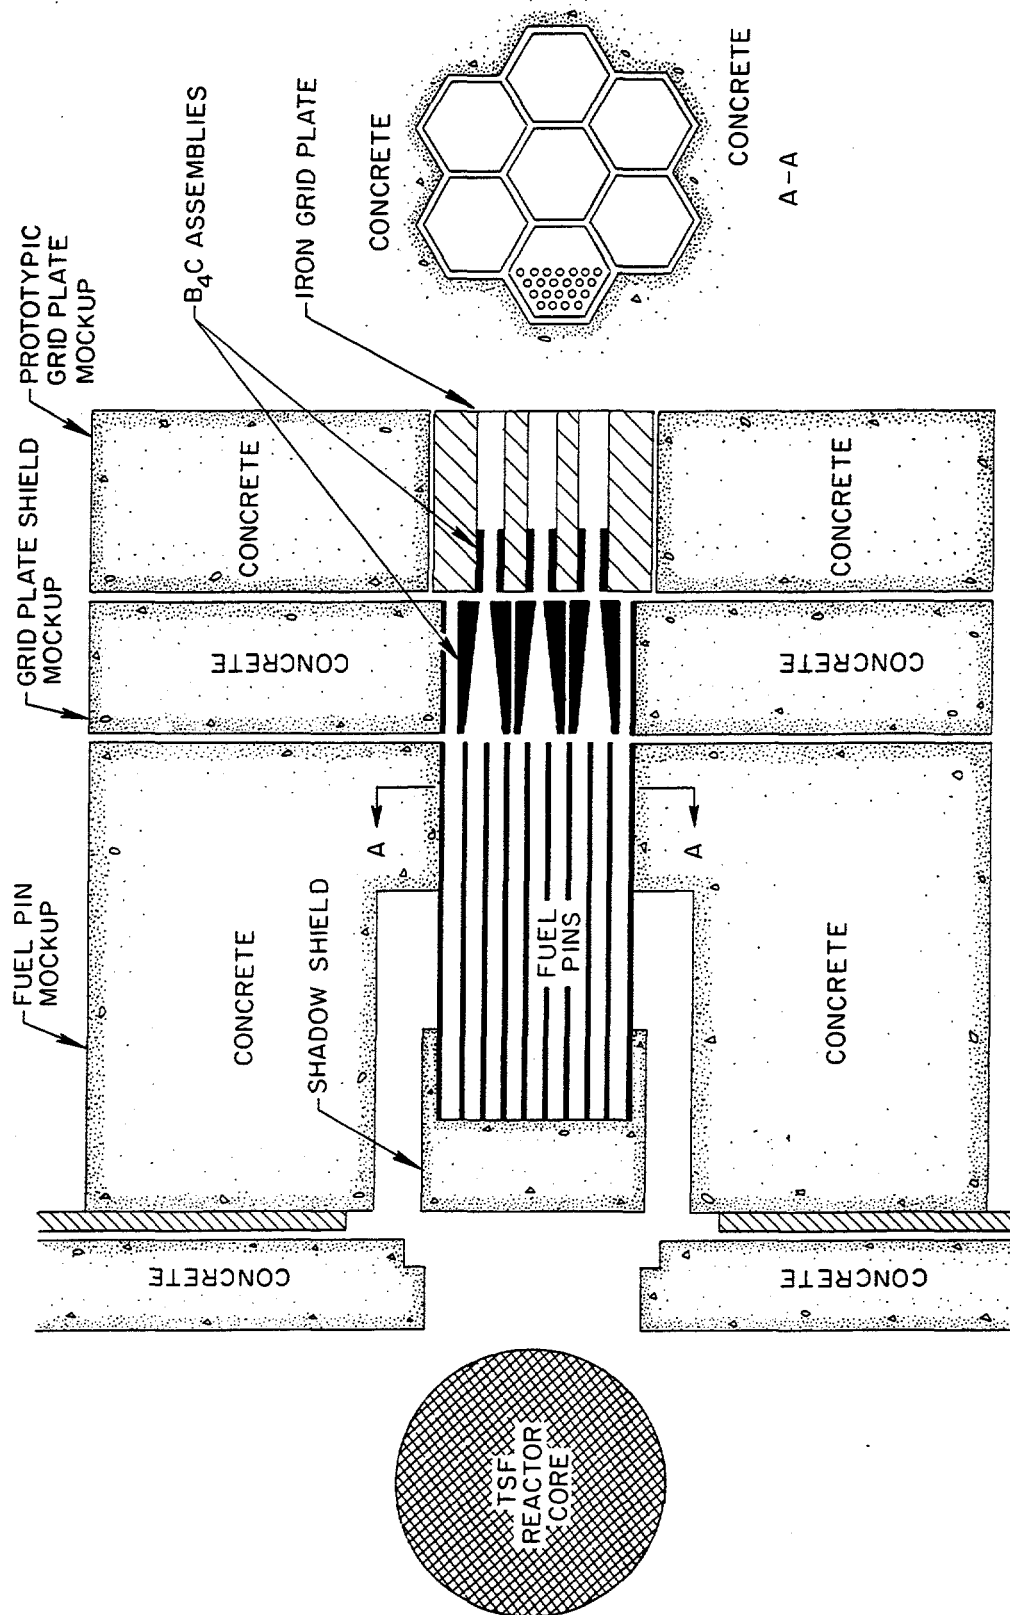 FUEL PIN
MOCKUP
GRID PLATE SHIELD
MOCKUP
PROTOTYPIC
GRID PLATE
MOCKUP
B4C ASSEMBLIES
IRON GRID PLATE
SHADOW SHIELD
CONCRETE
CONCRETE
CONCRETE
CONCRETE
CONCRETE
CONCRETE
A
A
FUEL
PINS
CONCRETE
CONCRETE
TSF
REACTOR
CORE
CONCRETE
CONCRETE
A-A